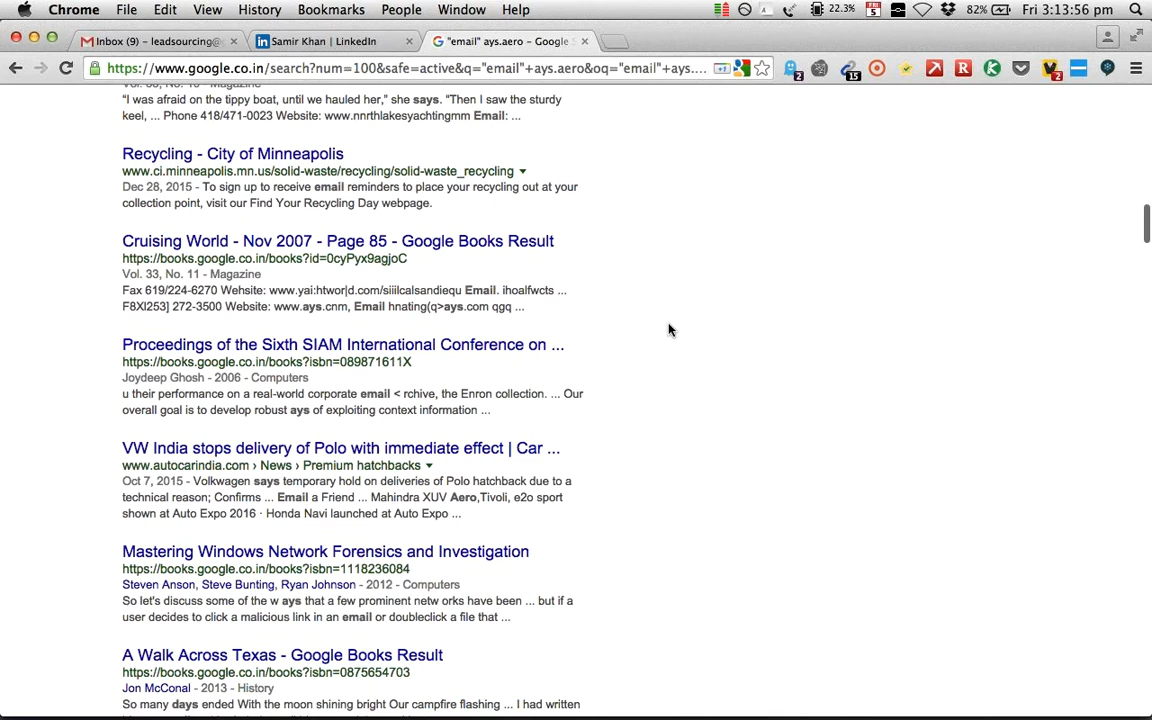 Chrome File Edit View History Bookmarks People Window Help 22.3% FRI 5 82% Fri 3:13:56 pm
Inbox (9) – leadsourcing@ × Samir Khan | LinkedIn × "email" ays.aero - Google S ×
https://www.google.co.in/search?num=100&safe=active&q="email"+ays.aero&oq="email"+ays.... 2 15 2
"I was afraid on the tippy boat, until we hauled her," she says. "Then I saw the sturdy
keel, ... Phone 418/471-0023 Website: www.nnrthlakesyachtingmm Email: ...
Recycling - City of Minneapolis
www.ci.minneapolis.mn.us/solid-waste/recycling/solid-waste_recycling
Dec 28, 2015 - To sign up to receive email reminders to place your recycling out at your
collection point, visit our Find Your Recycling Day webpage.
Cruising World - Nov 2007 - Page 85 - Google Books Result
https://books.google.co.in/books?id=0cyPyx9agjoC
Vol. 33, No. 11 - Magazine
Fax 619/224-6270 Wehsite: www.yai:htwor|d.com/siiilcalsandiequ Email. ihoalfwcts ...
F8Xl253] 272-3500 Website: www.ays.cnm, Email hnating(q>ays.com qgq ...
Proceedings of the Sixth SIAM International Conference on ...
https://books.google.co.in/books?isbn=089871611X
Joydeep Ghosh - 2006 - Computers
u their performance on a real-world corporate email < rchive, the Enron collection. ... Our
overall goal is to develop robust ays of exploiting context information ...
VW India stops delivery of Polo with immediate effect | Car ...
www.autocarindia.com › News › Premium hatchbacks
Oct 7, 2015 - Volkwagen says temporary hold on deliveries of Polo hatchback due to a
technical reason; Confirms ... Email a Friend ... Mahindra XUV Aero,Tivoli, e2o sport
shown at Auto Expo 2016 · Honda Navi launched at Auto Expo ...
Mastering Windows Network Forensics and Investigation
https://books.google.co.in/books?isbn=1118236084
Steven Anson, Steve Bunting, Ryan Johnson - 2012 - Computers
So let's discuss some of the w ays that a few prominent netw orks have been ... but if a
user decides to click a malicious link in an email or doubleclick a file that ...
A Walk Across Texas - Google Books Result
https://books.google.co.in/books?isbn=0875654703
Jon McConal - 2013 - History
So many days ended With the moon shining bright Our campfire flashing ... I had written